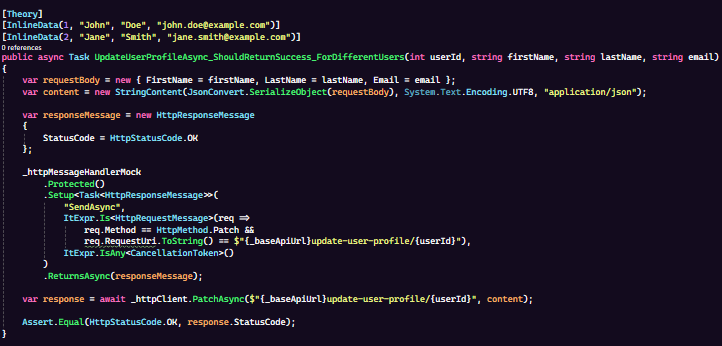 [Theory]
[InlineData(1, "John", "Doe", "john.doe@example.com")]
[InlineData(2, "Jane", "Smith", "jane.smith@example.com")]
0 references
public async Task UpdateUserProfileAsync_ShouldReturnSuccess_ForDifferentUsers(int userId, string firstName, string lastName, string email)
{
    var requestBody = new { FirstName = firstName, LastName = lastName, Email = email };
    var content = new StringContent(JsonConvert.SerializeObject(requestBody), System.Text.Encoding.UTF8, "application/json");

    var responseMessage = new HttpResponseMessage
    {
        StatusCode = HttpStatusCode.OK
    };

    _httpMessageHandlerMock
        .Protected()
        .Setup<Task<HttpResponseMessage>>(
            "SendAsync",
            ItExpr.Is<HttpRequestMessage>(req =>
                req.Method == HttpMethod.Patch &&
                req.RequestUri.ToString() == $"{_baseApiUrl}update-user-profile/{userId}"),
            ItExpr.IsAny<CancellationToken>()
        )
        .ReturnsAsync(responseMessage);

    var response = await _httpClient.PatchAsync($"{_baseApiUrl}update-user-profile/{userId}", content);

    Assert.Equal(HttpStatusCode.OK, response.StatusCode);
}